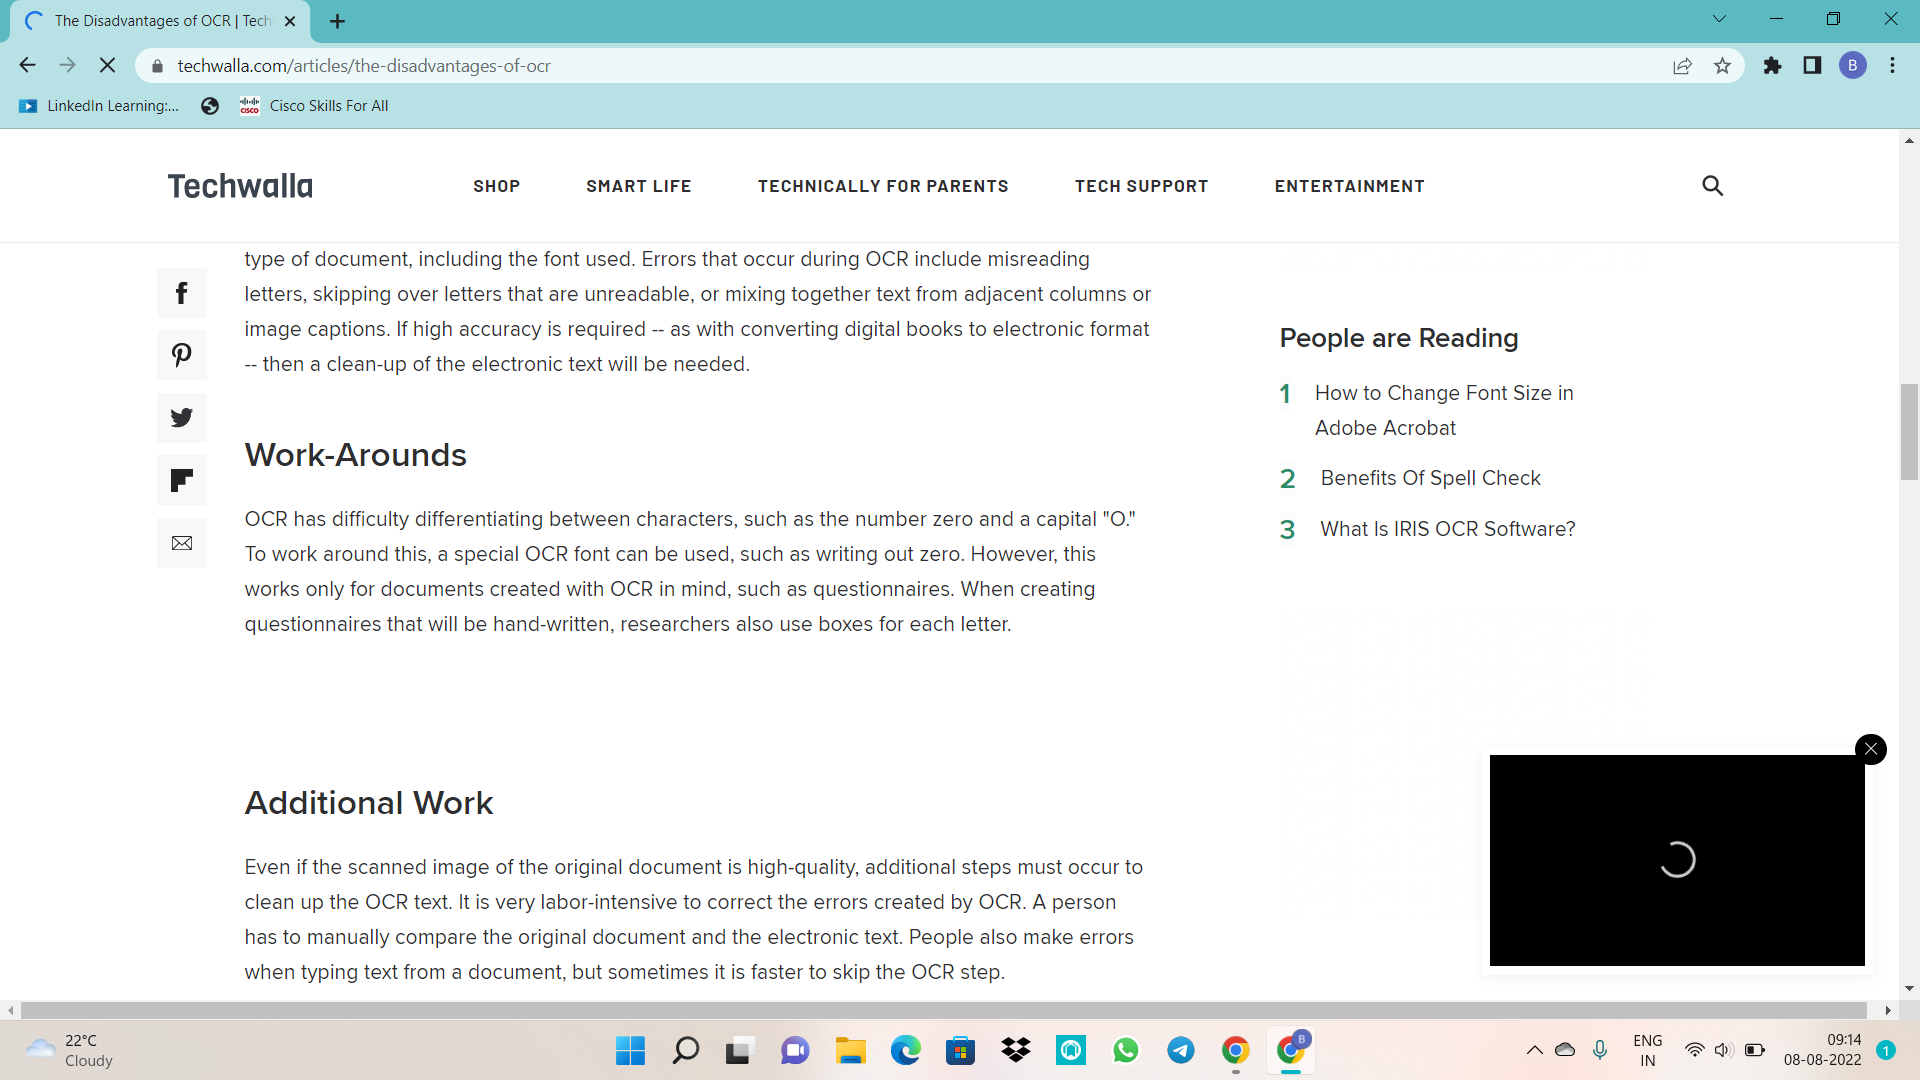 The Disadvantages of OCR | Tech
techwalla.com/articles/the-disadvantages-of-ocr
B
LinkedIn Learning:...
CISCO
Cisco Skills For All
Techwalla
SHOP
SMART LIFE
TECHNICALLY FOR PARENTS
TECH SUPPORT
ENTERTAINMENT
type of document, including the font used. Errors that occur during OCR include misreading
letters, skipping over letters that are unreadable, or mixing together text from adjacent columns or
image captions. If high accuracy is required -- as with converting digital books to electronic format
-- then a clean-up of the electronic text will be needed.
Work-Arounds
OCR has difficulty differentiating between characters, such as the number zero and a capital "O."
To work around this, a special OCR font can be used, such as writing out zero. However, this
works only for documents created with OCR in mind, such as questionnaires. When creating
questionnaires that will be hand-written, researchers also use boxes for each letter.
Additional Work
Even if the scanned image of the original document is high-quality, additional steps must occur to
clean up the OCR text. It is very labor-intensive to correct the errors created by OCR. A person
has to manually compare the original document and the electronic text. People also make errors
when typing text from a document, but sometimes it is faster to skip the OCR step.
People are Reading
1 How to Change Font Size in
Adobe Acrobat
2 Benefits Of Spell Check
3 What Is IRIS OCR Software?
22°C
Cloudy
B
ENG
IN
09:14
08-08-2022
1